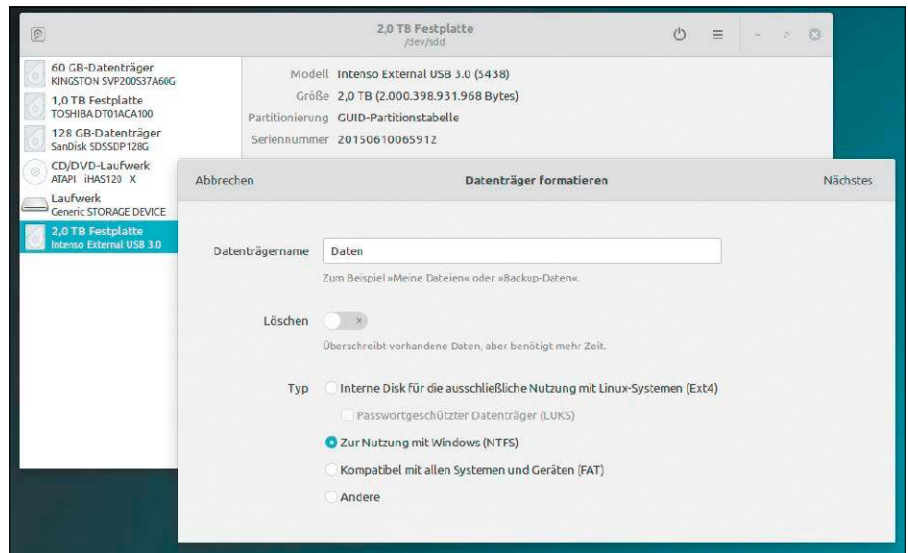 2,0 TB Festplatte
/dev/sdd
60 GB-Datenträger
KINGSTON SVP200S37A60G
1,0 TB Festplatte
TOSHIBA DT01ACA100
128 GB-Datenträger
SanDisk SDSSDP128G
CD/DVD-Laufwerk
ATAPI iHAS120 X
Laufwerk
Generic STORAGE DEVICE
2,0 TB Festplatte
Intenso External USB 3.0
Modell Intenso External USB 3.0 (5438)
Größe 2,0 TB (2.000.398.931.968 Bytes)
Partitionierung GUID-Partitionstabelle
Seriennummer 20150610065912
Abbrechen Datenträger formatieren Nächstes
Datenträgername Daten
Zum Beispiel »Meine Dateien« oder »Backup-Daten«.
Löschen
Überschreibt vorhandene Daten, aber benötigt mehr Zeit.
Typ Interne Disk für die ausschließliche Nutzung mit Linux-Systemen (Ext4)
Passwortgeschützter Datenträger (LUKS)
Zur Nutzung mit Windows (NTFS)
Kompatibel mit allen Systemen und Geräten (FAT)
Andere